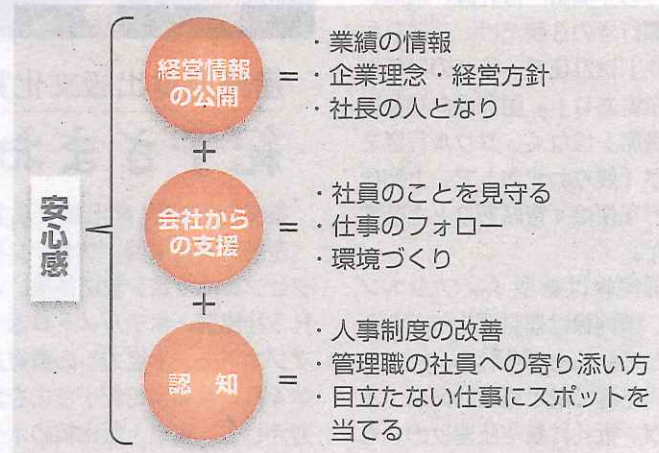 安心感
経営情報
の公開
=
・業績の情報
・企業理念・経営方針
・社長の人となり
+
会社から
の支援
=
・社員のことを見守る
・仕事のフォロー
・環境づくり
+
認　知
=
・人事制度の改善
・管理職の社員への寄り添い方
・目立たない仕事にスポットを
当てる